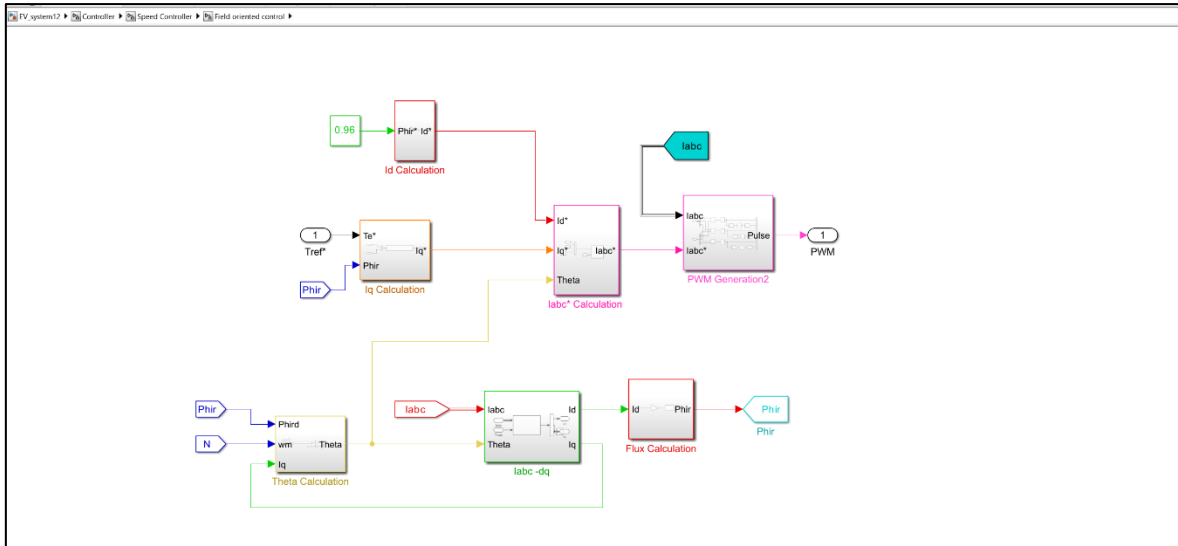 EV_system12 ▶ Controller ▶ Speed Controller ▶ Field oriented control ▶
0.96
Phir* Id*
Id Calculation
Iabc
1
Tref*
Te*
Iq*
Phir
Phir
Iq Calculation
Id*
Iq*
Iabc*
Theta
Iabc* Calculation
Iabc
Pulse
Iabc*
PWM Generation2
1
PWM
Phir
N
Phird
wm
Theta
Iq
Theta Calculation
Iabc
Iabc
Id
Theta
Iq
Iabc -dq
Id
Phir
Flux Calculation
Phir
Phir